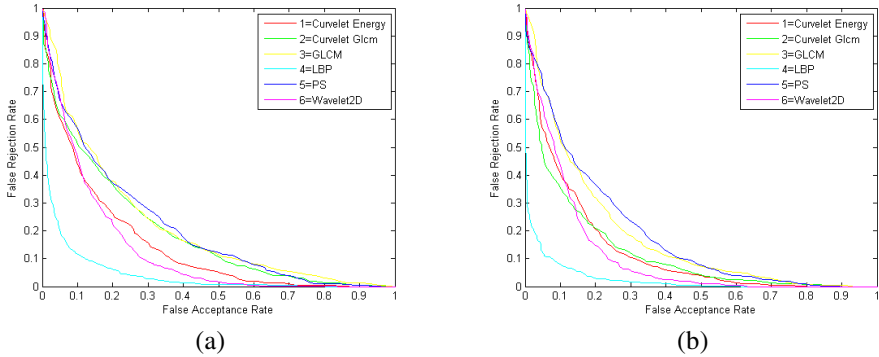 1
0.9
0.8
0.7
0.6
0.5
0.4
0.3
0.2
0.1
0
False Rejection Rate
0 0.1 0.2 0.3 0.4 0.5 0.6 0.7 0.8 0.9 1
False Acceptance Rate
1=Curvelet Energy
2=Curvelet Glcm
3=GLCM
4=LBP
5=PS
6=Wavelet2D
(a)
1
0.9
0.8
0.7
0.6
0.5
0.4
0.3
0.2
0.1
0
False Rejection Rate
0 0.1 0.2 0.3 0.4 0.5 0.6 0.7 0.8 0.9 1
False Acceptance Rate
1=Curvelet Energy
2=Curvelet Glcm
3=GLCM
4=LBP
5=PS
6=Wavelet2D
(b)